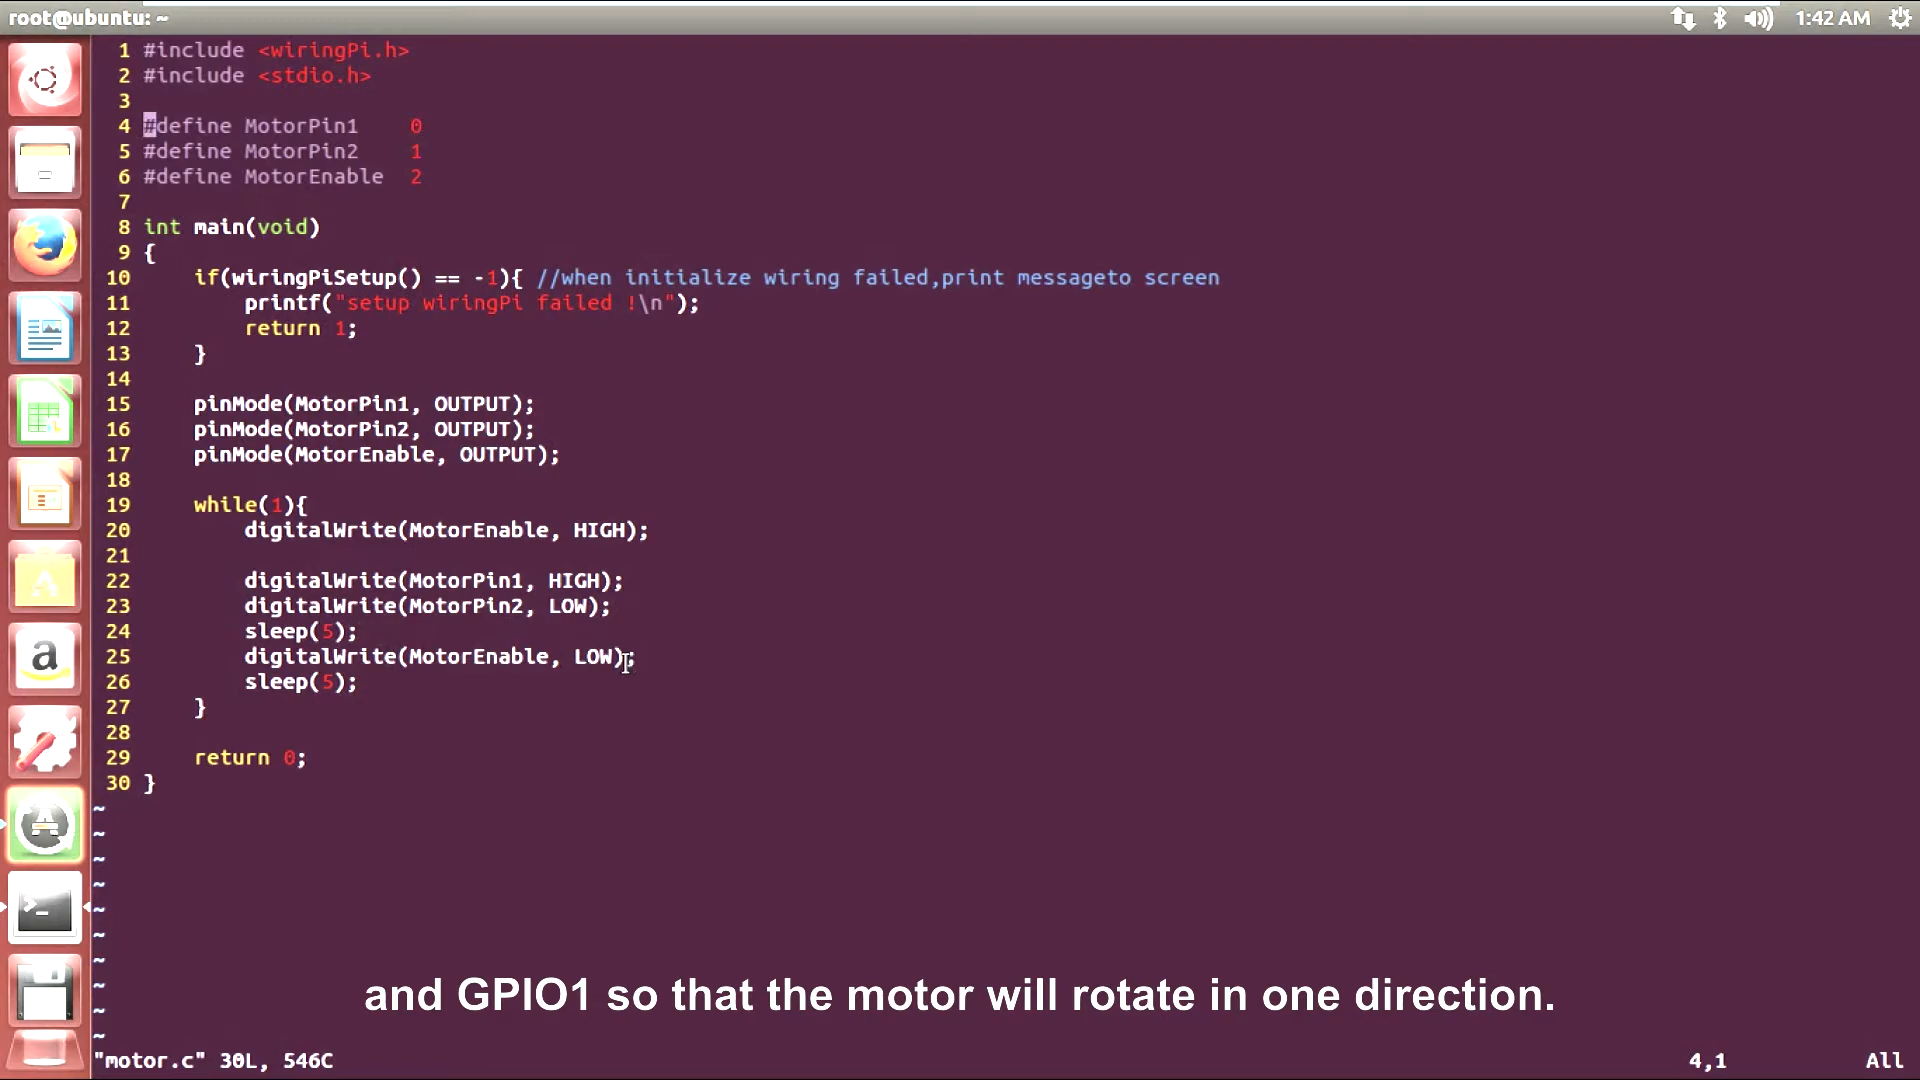 root@ubuntu: ~
1:42 AM
1 #include <wiringPi.h>
2 #include <stdio.h>
3
4 #define MotorPin1    0
5 #define MotorPin2    1
6 #define MotorEnable  2
7
8 int main(void)
9 {
10     if(wiringPiSetup() == -1){ //when initialize wiring failed,print messageto screen
11         printf("setup wiringPi failed !\n");
12         return 1;
13     }
14
15     pinMode(MotorPin1, OUTPUT);
16     pinMode(MotorPin2, OUTPUT);
17     pinMode(MotorEnable, OUTPUT);
18
19     while(1){
20         digitalWrite(MotorEnable, HIGH);
21
22         digitalWrite(MotorPin1, HIGH);
23         digitalWrite(MotorPin2, LOW);
24         sleep(5);
25         digitalWrite(MotorEnable, LOW);
26         sleep(5);
27     }
28
29     return 0;
30 }
~
~
~
~
~
~
~
~
~
~
and GPIO1 so that the motor will rotate in one direction.
"motor.c" 30L, 546C    4,1    All